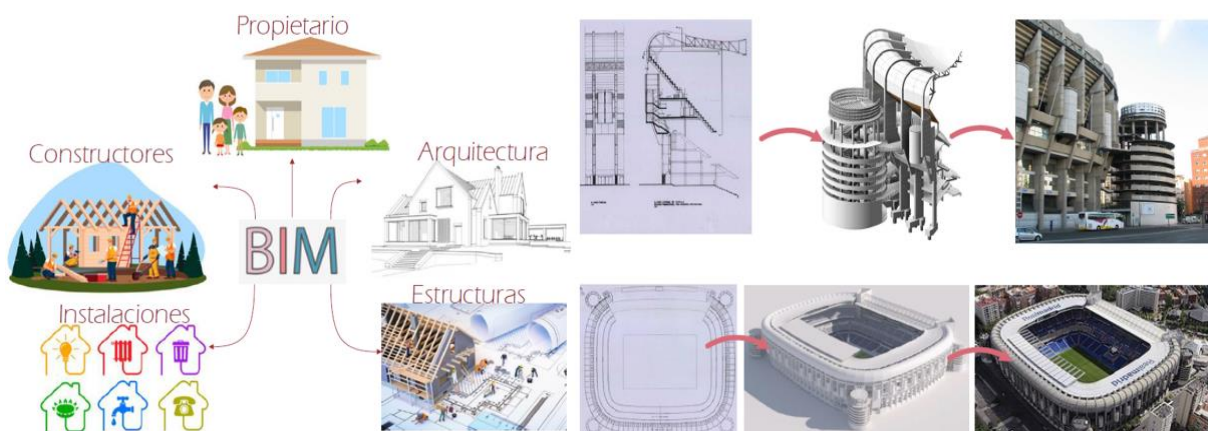 Propietario
Constructores
Arquitectura
BIM
Instalaciones
Estructuras